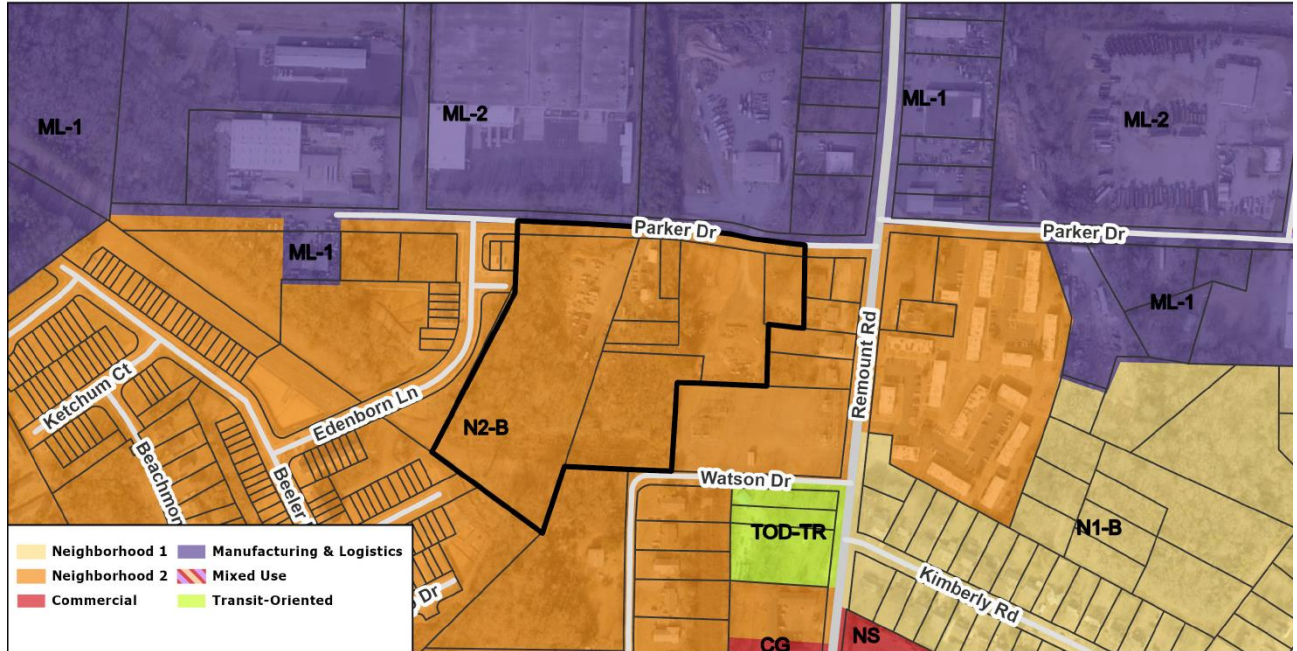 ML-1
ML-2
ML-1
ML-2
Parker Dr
Parker Dr
ML-1
ML-1
Remount Rd
Ketchum Ct
Edenborn Ln
N2-B
Beachmon
Beeler
Watson Dr
TOD-TR
N1-B
Kimberly Rd
Dr
CG
NS
Neighborhood 1
Manufacturing & Logistics
Neighborhood 2
Mixed Use
Commercial
Transit-Oriented